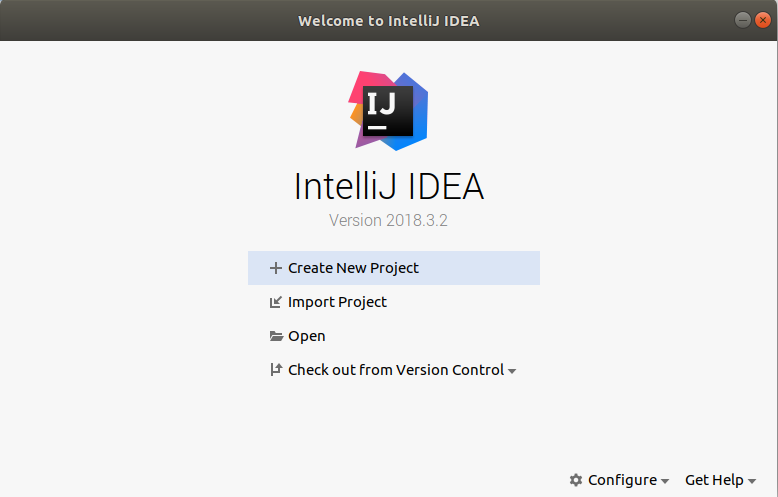 Welcome to IntelliJ IDEA
IJ
IntelliJ IDEA
Version 2018.3.2
Create New Project
Import Project
Open
Check out from Version Control
Configure Get Help